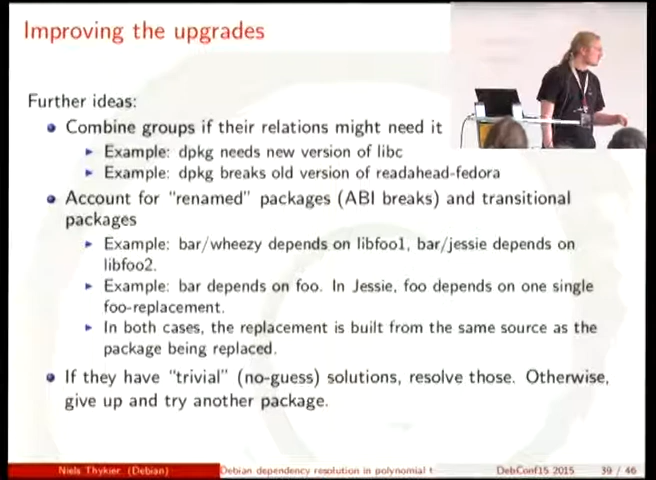 Improving the upgrades
Further ideas:
Combine groups if their relations might need it
Example: dpkg needs new version of libc
Example: dpkg breaks old version of readahead-fedora
Account for "renamed" packages (ABI breaks) and transitional
packages
Example: bar/wheezy depends on libfoo1, bar/jessie depends on
libfoo2.
Example: bar depends on foo. In Jessie, foo depends on one single
foo-replacement.
In both cases, the replacement is built from the same source as the
package being replaced.
If they have "trivial" (no-guess) solutions, resolve those. Otherwise,
give up and try another package.
Niels Thykier (Debian) Debian dependency resolution in polynomial t DebConf15 2015 39 / 46